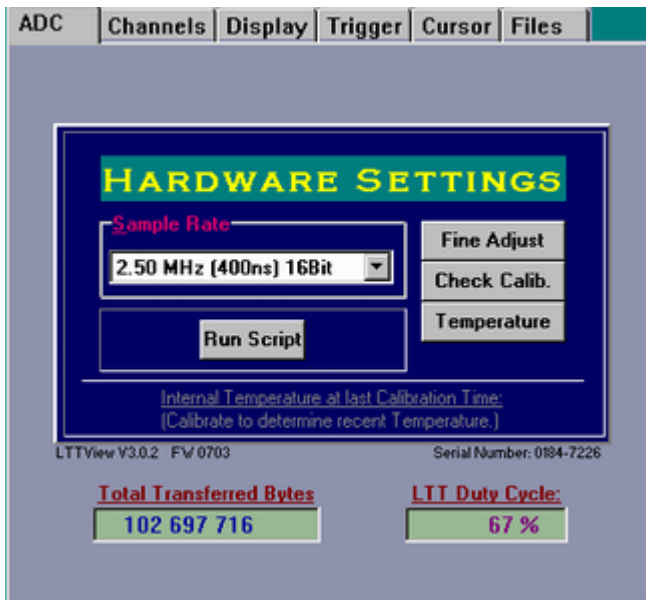 ADC Channels Display Trigger Cursor Files
HARDWARE SETTINGS
Sample Rate
2.50 MHz (400ns) 16Bit
Fine Adjust
Check Calib.
Temperature
Run Script
Internal Temperature at last Calibration Time:
(Calibrate to determine recent Temperature.)
LTTView V3.0.2 FW 0703 Serial Number: 0184-7226
Total Transferred Bytes LTT Duty Cycle:
102 697 716 67 %